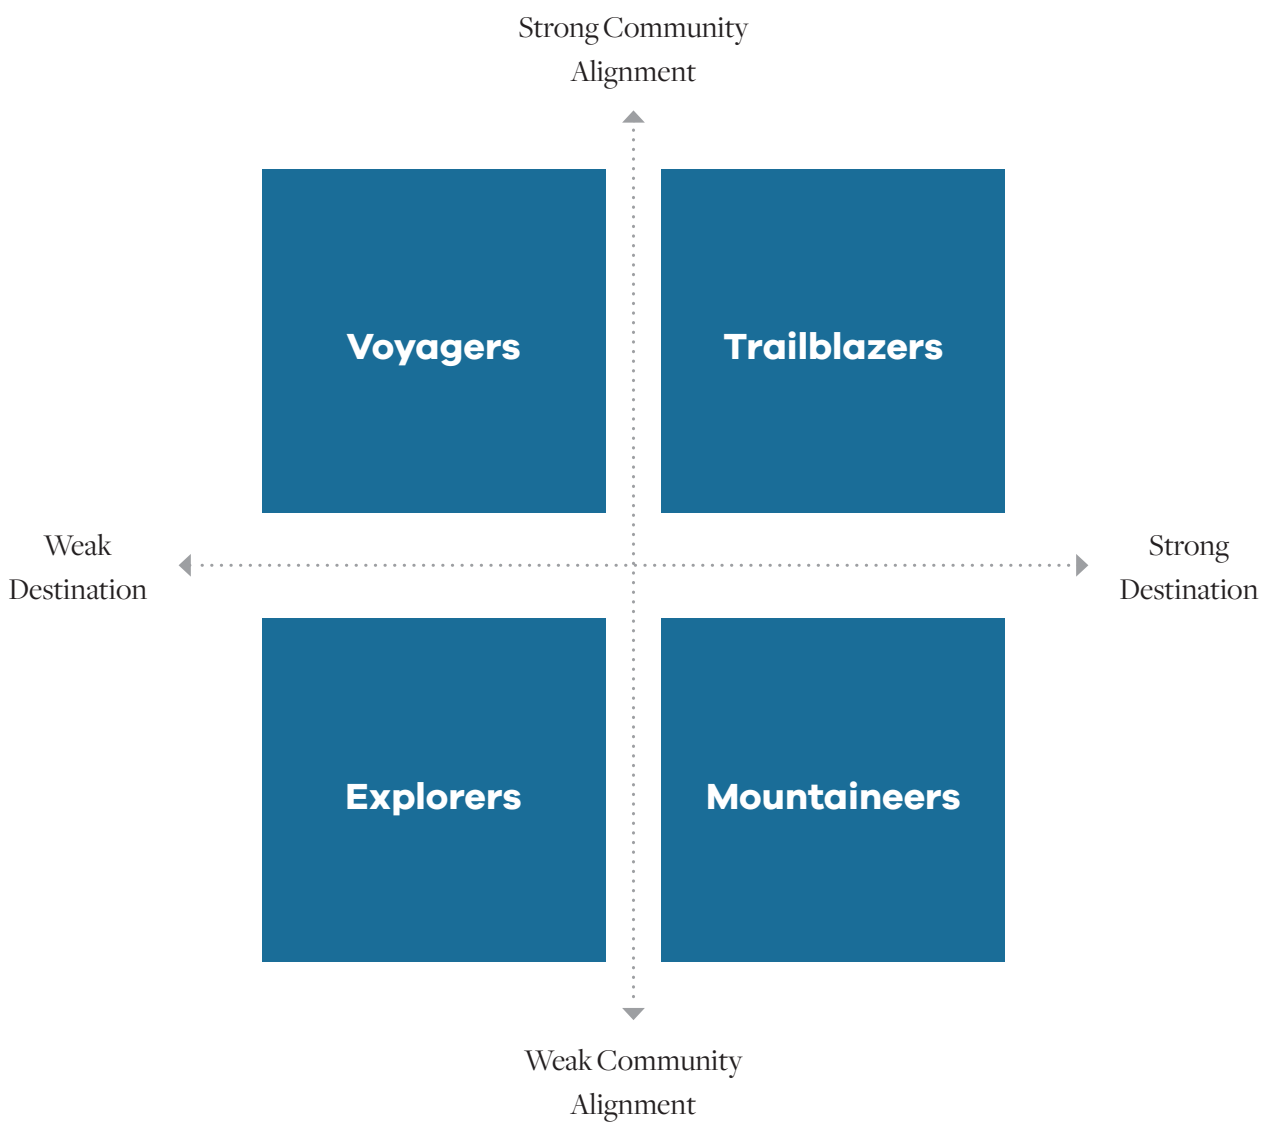 Strong Community
Alignment
Voyagers
Trailblazers
Weak
Destination
Strong
Destination
Explorers
Mountaineers
Weak Community
Alignment